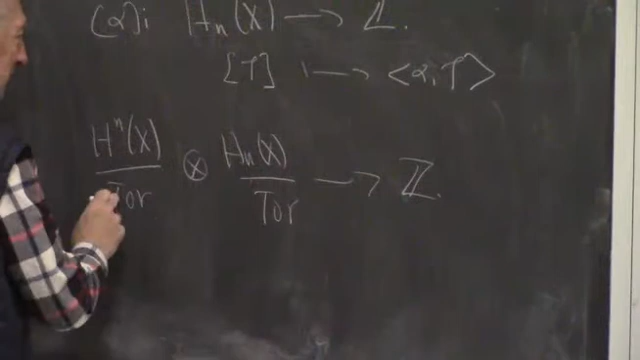 (α): Hₙ(X) ⟶ ℤ.
[T] ⟼ <α, T>
Hⁿ(X)/Tor ⊗ Hₙ(X)/Tor ⟶ ℤ.